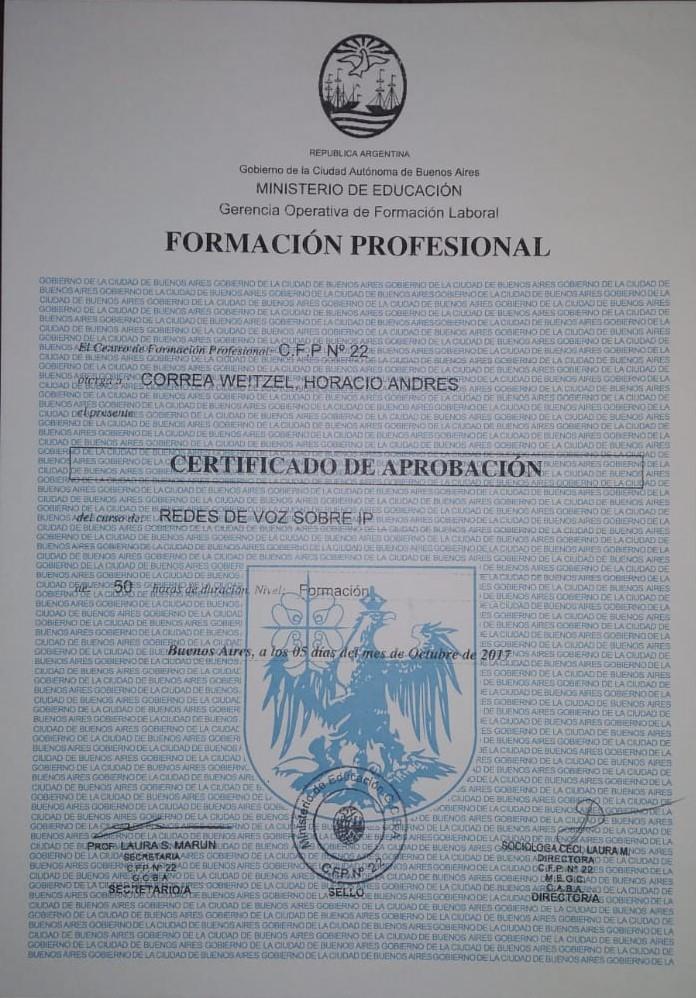 REPUBLICA ARGENTINA
Gobierno de la Ciudad Autónoma de Buenos Aires
MINISTERIO DE EDUCACIÓN
Gerencia Operativa de Formación Laboral
FORMACIÓN PROFESIONAL
El Centro de Formación Profesional: C.F.P Nº 22
otorga a: CORREA WEITZEL, HORACIO ANDRES
el presente
CERTIFICADO DE APROBACIÓN
del curso de: REDES DE VOZ SOBRE IP
de 50 horas de duración. Nivel: Formación
Buenos Aires, a los 05 días del mes de Octubre de 2017
PROF. LAURA S. MARUN
SECRETARIA
C.F.P. Nº 22
G.C.B.A.
SECRETARIO/A
Ministerio de Educación
C.F.P. Nº 22
SELLO
SOCIOLOGA CECI, LAURA M.
DIRECTORA
C.F.P. Nº 22
M.E.G.C.
C.A.B.A.
DIRECTOR/A
GOBIERNO DE LA CIUDAD DE BUENOS AIRES